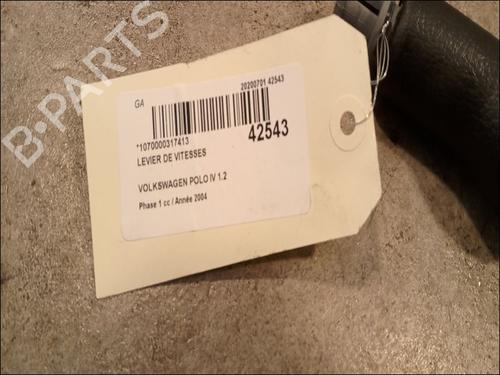 B-PARTS
GA
20200701 42543
42543
*1070000317413
LEVIER DE VITESSES
VOLKSWAGEN POLO IV 1.2
Phase 1 cc / Année 2004